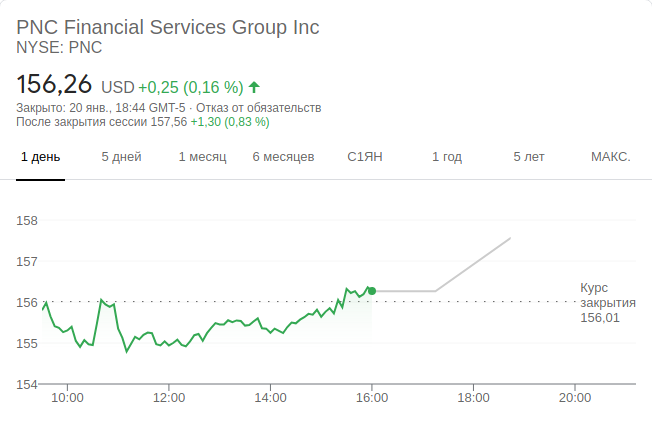 PNC Financial Services Group Inc
NYSE: PNC
156,26 USD +0,25 (0,16 %)
Закрыто: 20 янв., 18:44 GMT-5 · Отказ от обязательств
После закрытия сессии 157,56 +1,30 (0,83 %)
1 день 5 дней 1 месяц 6 месяцев С1ЯН 1 год 5 лет МАКС.
158
157
156
155
154
Курс
закрытия
156,01
10:00 12:00 14:00 16:00 18:00 20:00